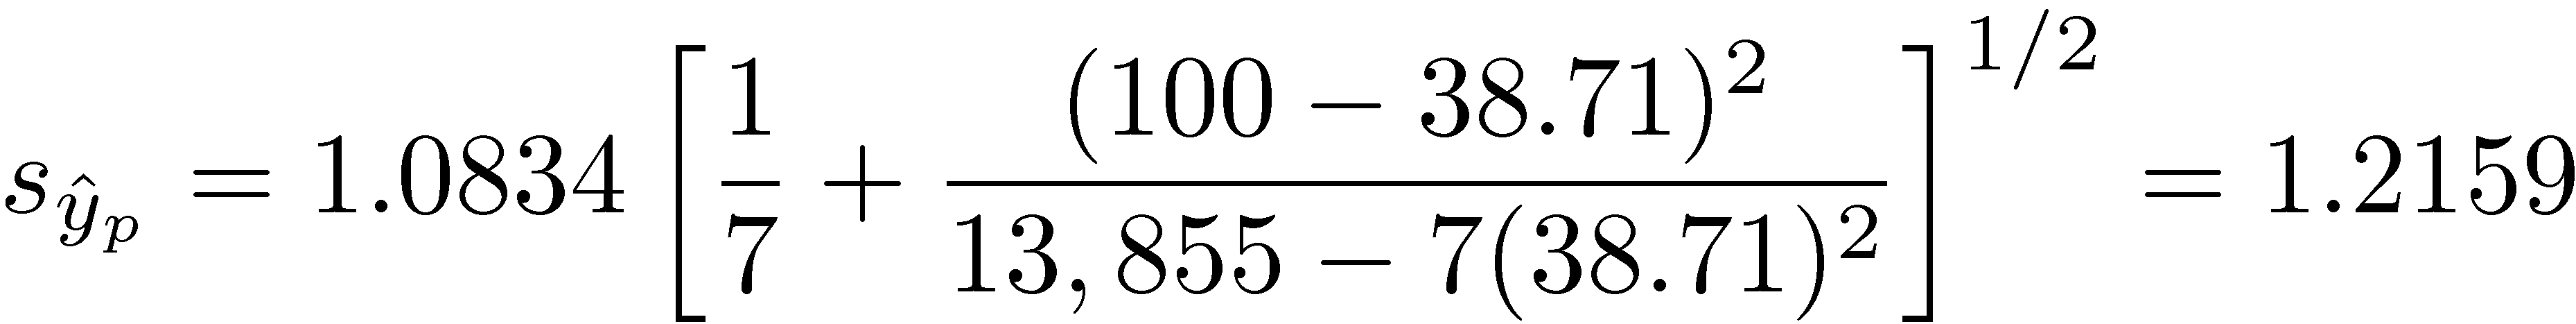 $s_{\hat{y}_p} = 1.0834 \left[ \frac{1}{7} + \frac{(100 - 38.71)^2}{13,855 - 7(38.71)^2} \right]^{1/2} = 1.2159$